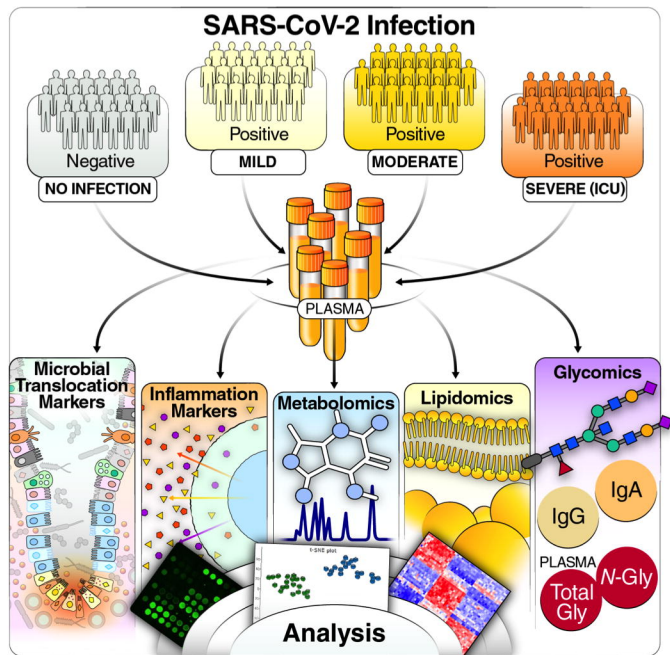 SARS-CoV-2 Infection
Negative
NO INFECTION
Positive
MILD
Positive
MODERATE
Positive
SEVERE (ICU)
PLASMA
Microbial
Translocation
Markers
Inflammation
Markers
Metabolomics
Lipidomics
Glycomics
IgG
IgA
PLASMA
Total
Gly
N-Gly
t-SNE plot
Analysis